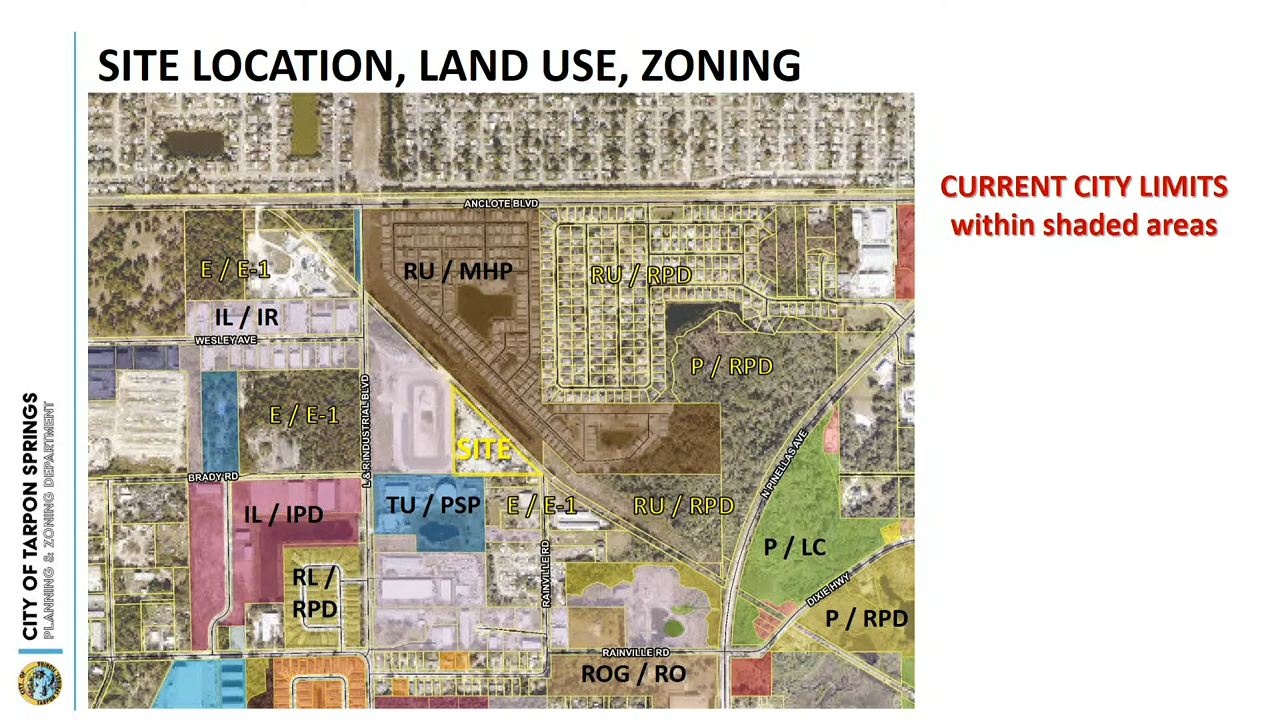 SITE LOCATION, LAND USE, ZONING
CURRENT CITY LIMITS
within shaded areas
ANCLOTE BLVD
E / E-1
RU / MHP
RU / RPD
IL / IR
WESLEY AVE
P / RPD
L & R INDUSTRIAL BLVD
E / E-1
SITE
N PINELLAS AVE
BRADY RD
IL / IPD
TU / PSP
E / E-1
RU / RPD
P / LC
RL /
RPD
RAINVILLE RD
DIXIE HWY
P / RPD
RAINVILLE RD
ROG / RO
CITY OF TARPON SPRINGS
PLANNING & ZONING DEPARTMENT